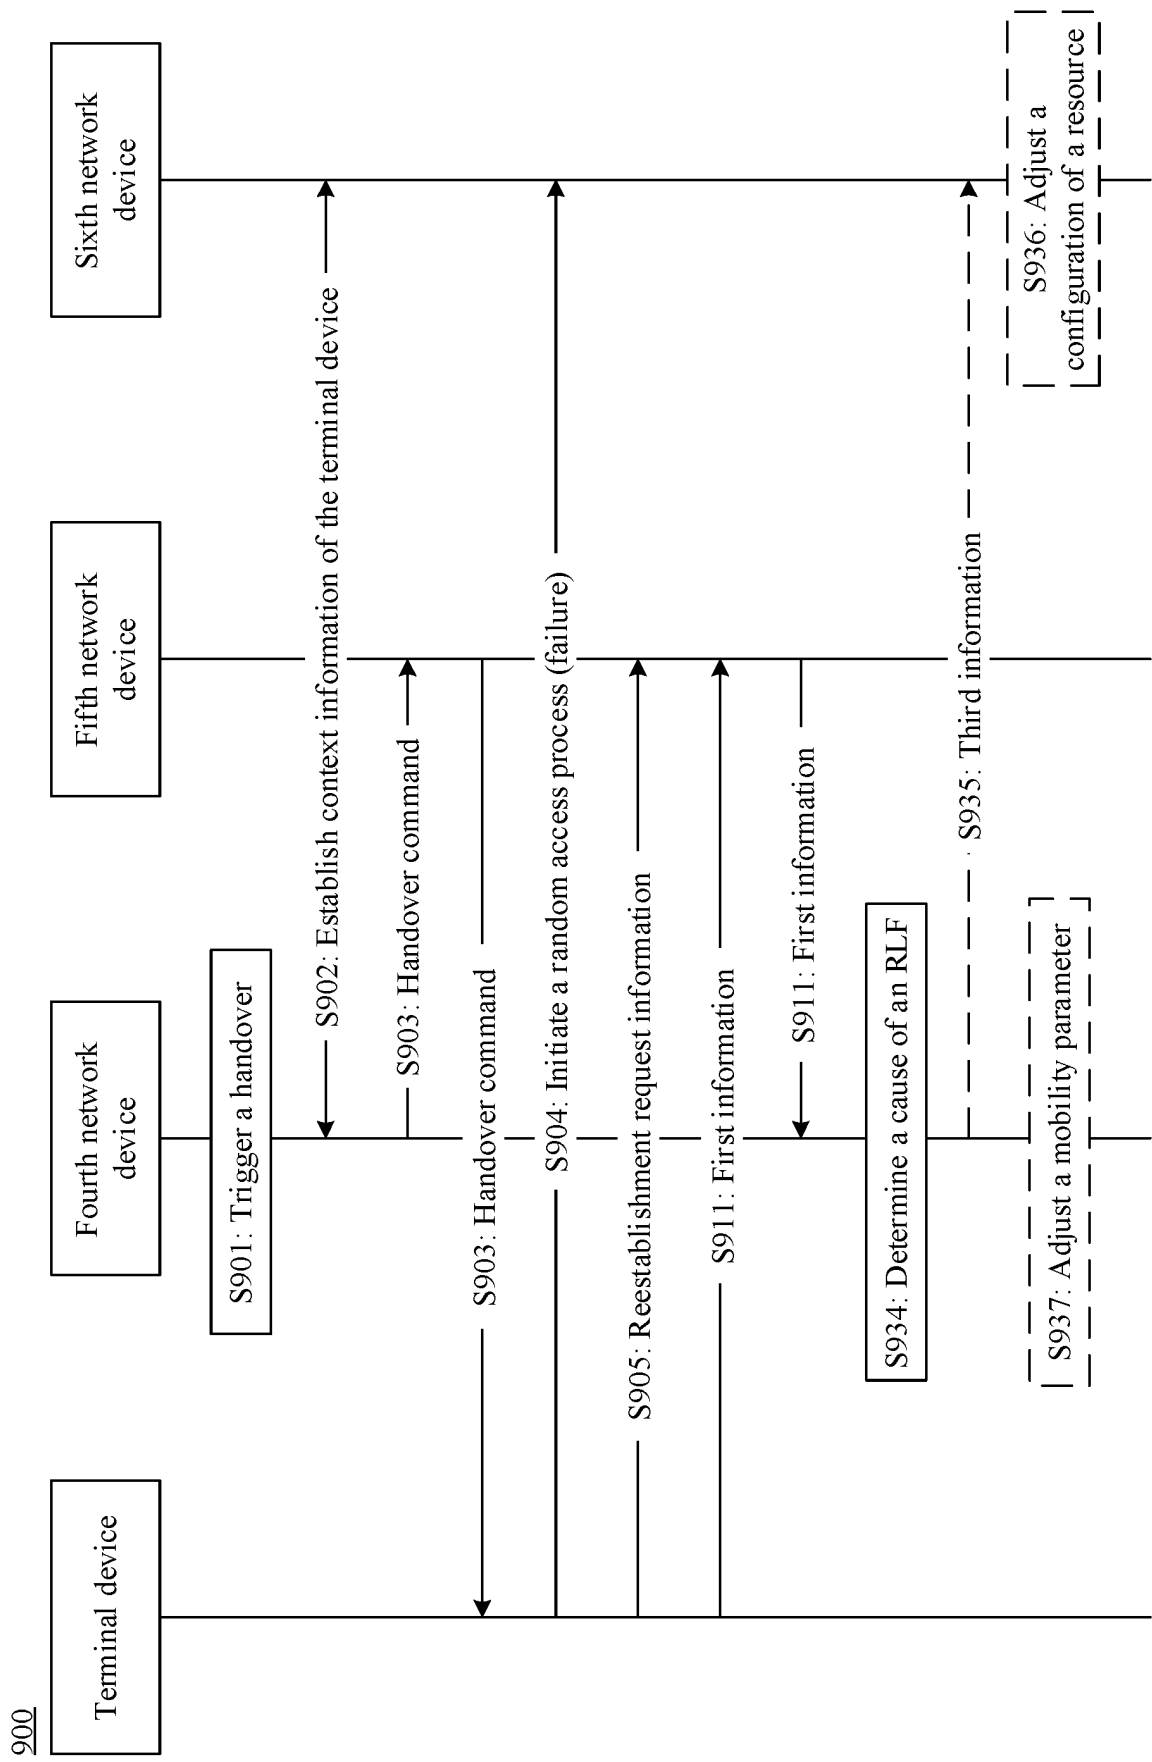 900
Terminal device
Fourth network
device
Fifth network
device
Sixth network
device
S901: Trigger a handover
S902: Establish context information of the terminal device
S903: Handover command
S903: Handover command
S904: Initiate a random access process (failure)
S905: Reestablishment request information
S911: First information
S911: First information
S934: Determine a cause of an RLF
S935: Third information
S936: Adjust a
configuration of a resource
S937: Adjust a mobility parameter